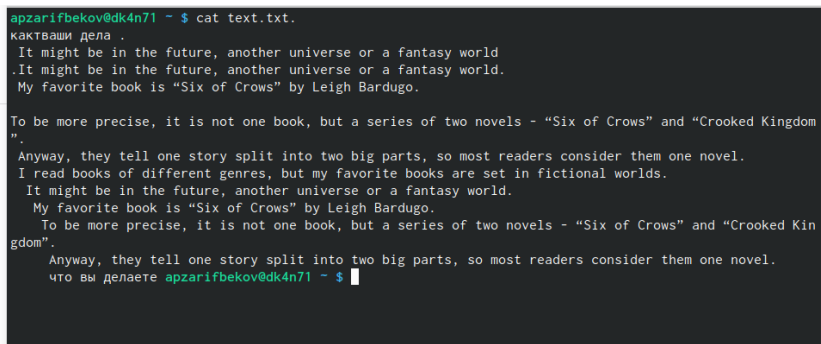 apzarifbekov@dk4n71 ~ $ cat text.txt.
кактваши дела .
 It might be in the future, another universe or a fantasy world
.It might be in the future, another universe or a fantasy world.
 My favorite book is “Six of Crows” by Leigh Bardugo.

To be more precise, it is not one book, but a series of two novels - “Six of Crows” and “Crooked Kingdom
”.
 Anyway, they tell one story split into two big parts, so most readers consider them one novel.
 I read books of different genres, but my favorite books are set in fictional worlds.
  It might be in the future, another universe or a fantasy world.
   My favorite book is “Six of Crows” by Leigh Bardugo.
    To be more precise, it is not one book, but a series of two novels - “Six of Crows” and “Crooked Kin
gdom”.
     Anyway, they tell one story split into two big parts, so most readers consider them one novel.
     что вы делаете apzarifbekov@dk4n71 ~ $